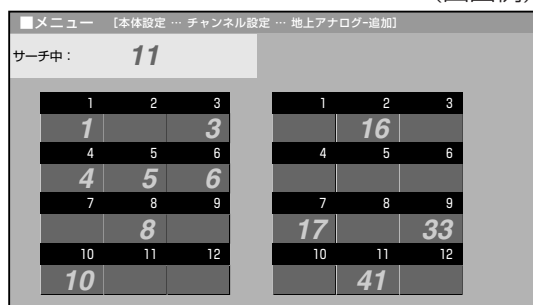 (画面例)
■メニュー [本体設定 … チャンネル設定 … 地上アナログ-追加]
サーチ中： 11
1 2 3 1 2 3
1 3 16
4 5 6 4 5 6
4 5 6
7 8 9 7 8 9
8 17 33
10 11 12 10 11 12
10 41